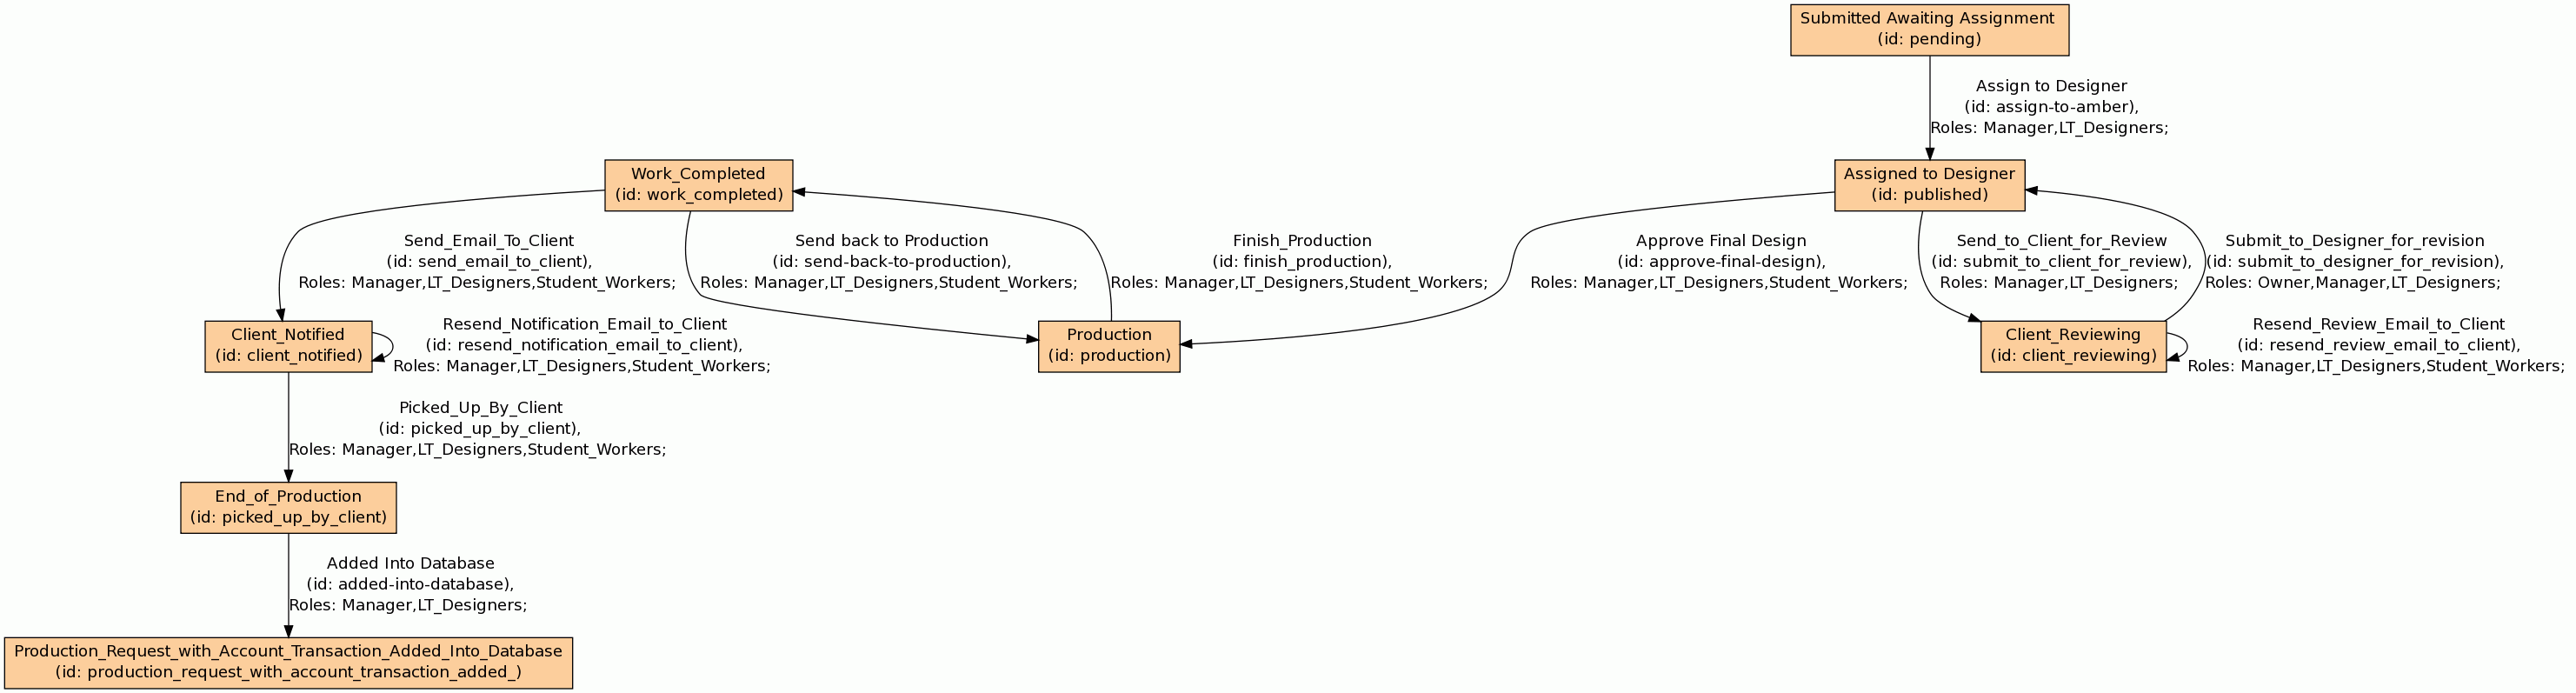 Submitted Awaiting Assignment
(id: pending)
Assign to Designer
(id: assign-to-amber),
Roles: Manager,LT_Designers;
Work_Completed
(id: work_completed)
Assigned to Designer
(id: published)
Send_Email_To_Client
(id: send_email_to_client),
Roles: Manager,LT_Designers,Student_Workers;
Send back to Production
(id: send-back-to-production),
Roles: Manager,LT_Designers,Student_Workers;
Finish_Production
(id: finish_production),
Roles: Manager,LT_Designers,Student_Workers;
Approve Final Design
(id: approve-final-design),
Roles: Manager,LT_Designers,Student_Workers;
Send_to_Client_for_Review
(id: submit_to_client_for_review),
Roles: Manager,LT_Designers;
Submit_to_Designer_for_revision
(id: submit_to_designer_for_revision),
Roles: Owner,Manager,LT_Designers;
Client_Notified
(id: client_notified)
Resend_Notification_Email_to_Client
(id: resend_notification_email_to_client),
Roles: Manager,LT_Designers,Student_Workers;
Production
(id: production)
Client_Reviewing
(id: client_reviewing)
Resend_Review_Email_to_Client
(id: resend_review_email_to_client),
Roles: Manager,LT_Designers,Student_Workers;
Picked_Up_By_Client
(id: picked_up_by_client),
Roles: Manager,LT_Designers,Student_Workers;
End_of_Production
(id: picked_up_by_client)
Added Into Database
(id: added-into-database),
Roles: Manager,LT_Designers;
Production_Request_with_Account_Transaction_Added_Into_Database
(id: production_request_with_account_transaction_added_)